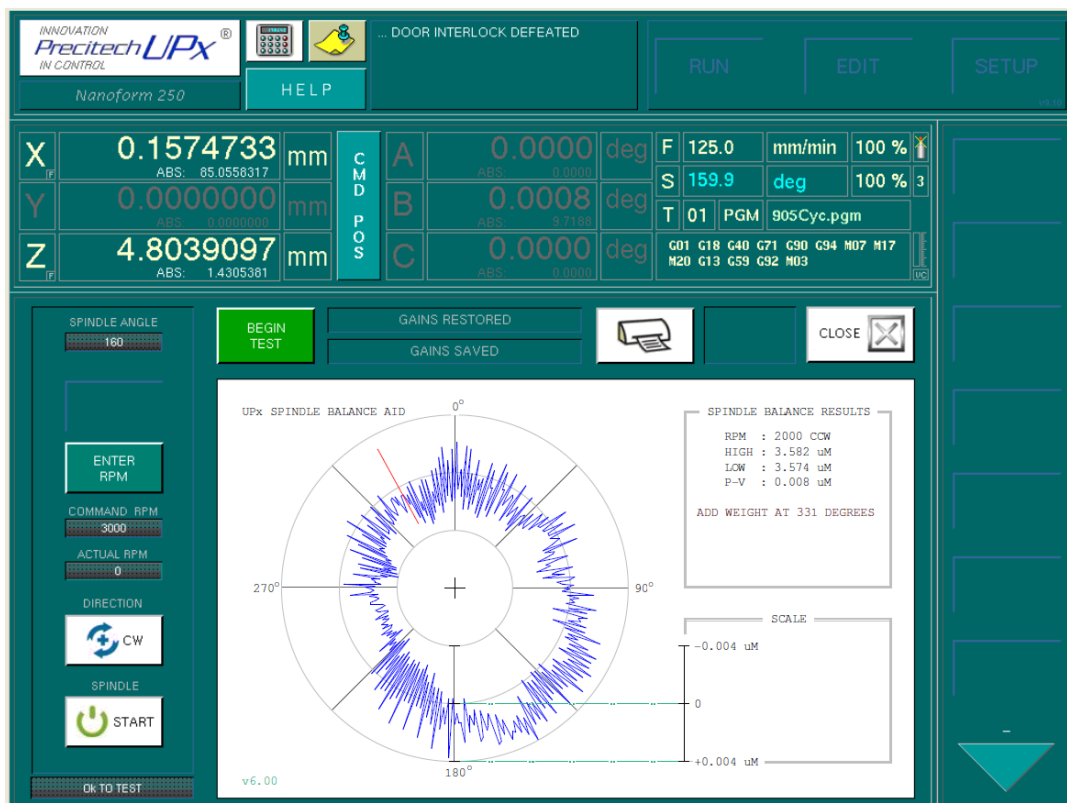 INNOVATION
Precitech UPx ®
IN CONTROL
Nanoform 250
HELP
... DOOR INTERLOCK DEFEATED
RUN
EDIT
SETUP
v9.10
X F 0.1574733 mm
ABS: 85.0558317
Y 0.0000000 mm
ABS: 0.0000000
Z F 4.8039097 mm
ABS: 1.4305381
CMD POS
A 0.0000 deg
ABS: 0.0000
B 0.0008 deg
ABS: 9.7188
C 0.0000 deg
ABS: 0.0000
F 125.0 mm/min 100 %
S 159.9 deg 100 % 3
T 01 PGM 905Cyc.pgm
G01 G18 G40 G71 G90 G94 M07 M17
M20 G13 G59 G92 M03
I/C
SPINDLE ANGLE
160
ENTER
RPM
COMMAND RPM
3000
ACTUAL RPM
0
DIRECTION
CW
SPINDLE
START
Ok TO TEST
BEGIN
TEST
GAINS RESTORED
GAINS SAVED
CLOSE
UPx SPINDLE BALANCE AID
0°
90°
180°
270°
v6.00
SPINDLE BALANCE RESULTS
RPM : 2000 CCW
HIGH : 3.582 uM
LOW : 3.574 uM
P-V : 0.008 uM
ADD WEIGHT AT 331 DEGREES
SCALE
-0.004 uM
0
+0.004 uM